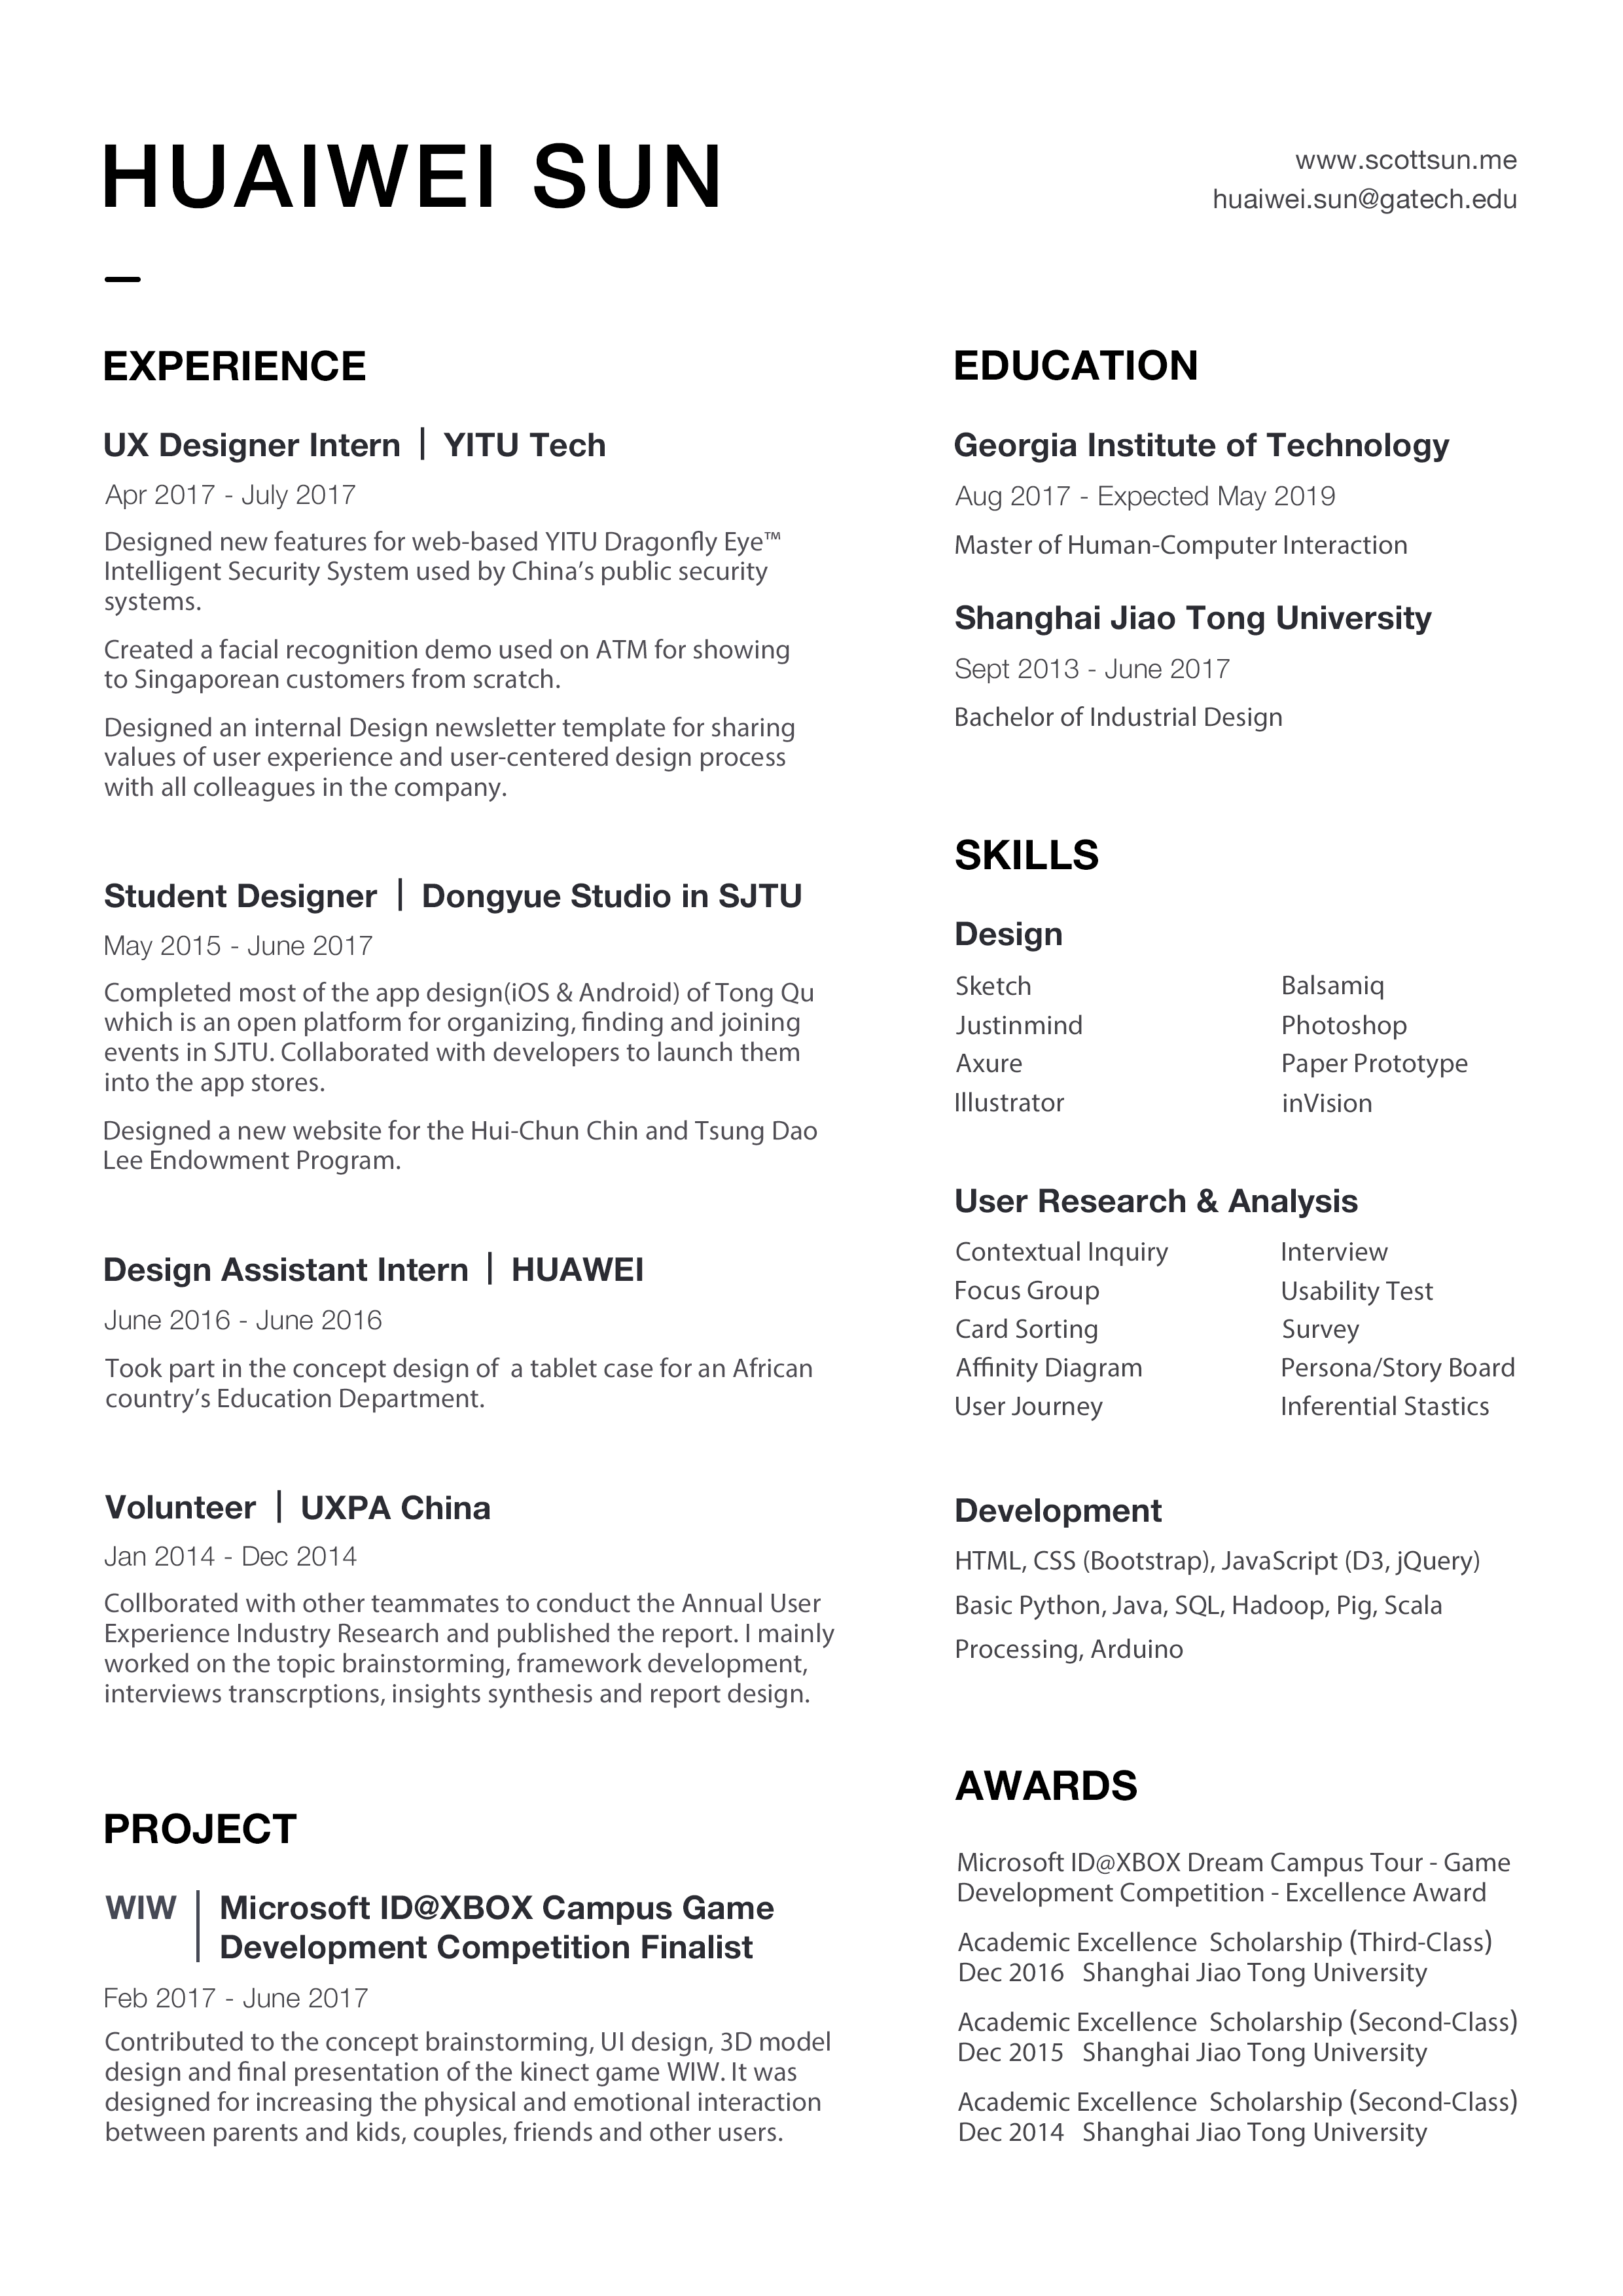 HUAIWEI SUN
www.scottsun.me
huaiwei.sun@gatech.edu
EXPERIENCE
UX Designer Intern | YITU Tech
Apr 2017 - July 2017
Designed new features for web-based YITU Dragonfly Eye™
Intelligent Security System used by China’s public security
systems.
Created a facial recognition demo used on ATM for showing
to Singaporean customers from scratch.
Designed an internal Design newsletter template for sharing
values of user experience and user-centered design process
with all colleagues in the company.
Student Designer | Dongyue Studio in SJTU
May 2015 - June 2017
Completed most of the app design(iOS & Android) of Tong Qu
which is an open platform for organizing, finding and joining
events in SJTU. Collaborated with developers to launch them
into the app stores.
Designed a new website for the Hui-Chun Chin and Tsung Dao
Lee Endowment Program.
Design Assistant Intern | HUAWEI
June 2016 - June 2016
Took part in the concept design of  a tablet case for an African
country’s Education Department.
Volunteer | UXPA China
Jan 2014 - Dec 2014
Collborated with other teammates to conduct the Annual User
Experience Industry Research and published the report. I mainly
worked on the topic brainstorming, framework development,
interviews transcrptions, insights synthesis and report design.
PROJECT
WIW | Microsoft ID@XBOX Campus Game
Development Competition Finalist
Feb 2017 - June 2017
Contributed to the concept brainstorming, UI design, 3D model
design and final presentation of the kinect game WIW. It was
designed for increasing the physical and emotional interaction
between parents and kids, couples, friends and other users.
EDUCATION
Georgia Institute of Technology
Aug 2017 - Expected May 2019
Master of Human-Computer Interaction
Shanghai Jiao Tong University
Sept 2013 - June 2017
Bachelor of Industrial Design
SKILLS
Design
Sketch Balsamiq
Justinmind Photoshop
Axure Paper Prototype
Illustrator inVision
User Research & Analysis
Contextual Inquiry Interview
Focus Group Usability Test
Card Sorting Survey
Affinity Diagram Persona/Story Board
User Journey Inferential Stastics
Development
HTML, CSS (Bootstrap), JavaScript (D3, jQuery)
Basic Python, Java, SQL, Hadoop, Pig, Scala
Processing, Arduino
AWARDS
Microsoft ID@XBOX Dream Campus Tour - Game
Development Competition - Excellence Award
Academic Excellence  Scholarship (Third-Class)
Dec 2016   Shanghai Jiao Tong University
Academic Excellence  Scholarship (Second-Class)
Dec 2015   Shanghai Jiao Tong University
Academic Excellence  Scholarship (Second-Class)
Dec 2014   Shanghai Jiao Tong University